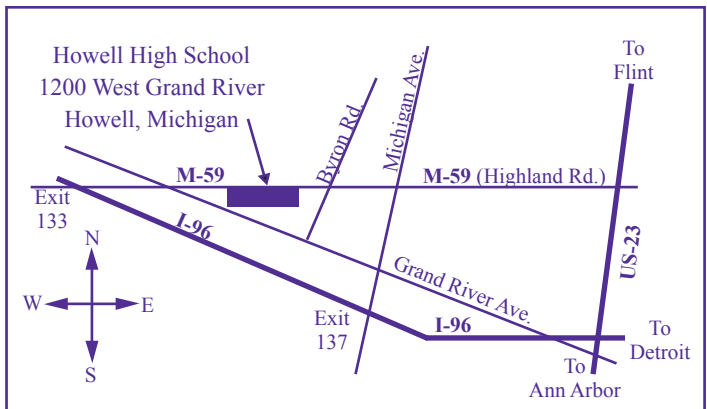 Howell High School
1200 West Grand River
Howell, Michigan
To
Flint
Byron Rd.
Michigan Ave.
M-59
M-59 (Highland Rd.)
Exit
133
I-96
US-23
N
W
E
S
Grand River Ave.
Exit
137
I-96
To
Detroit
To
Ann Arbor